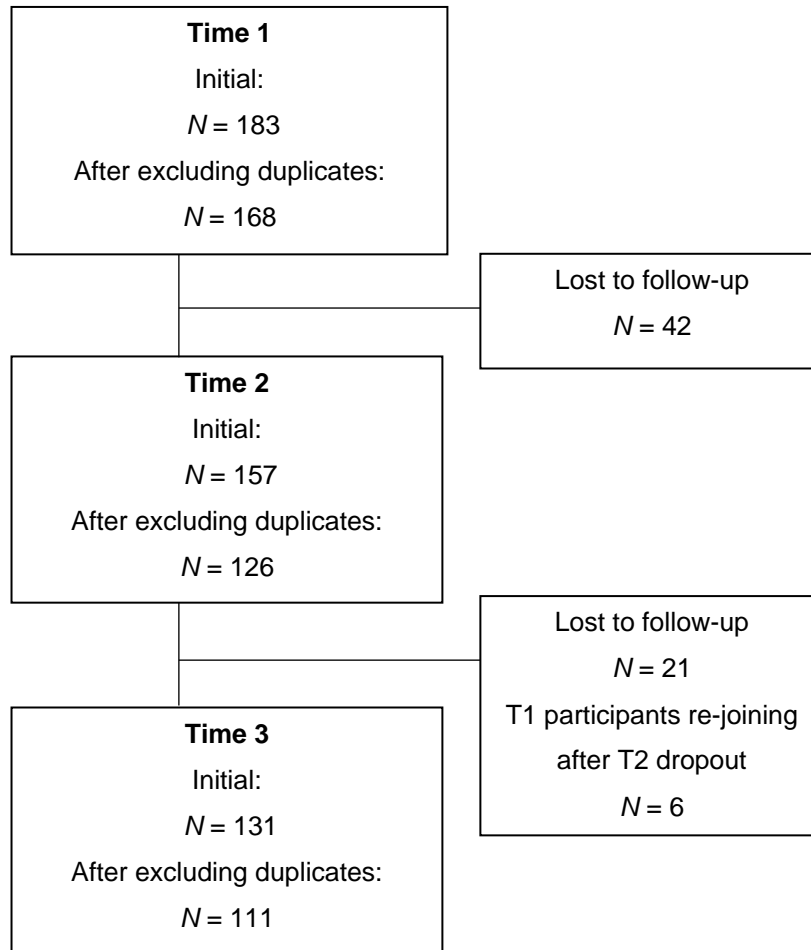 Time 1
Initial:
N = 183
After excluding duplicates:
N = 168
Lost to follow-up
N = 42
Time 2
Initial:
N = 157
After excluding duplicates:
N = 126
Lost to follow-up
N = 21
T1 participants re-joining
after T2 dropout
N = 6
Time 3
Initial:
N = 131
After excluding duplicates:
N = 111